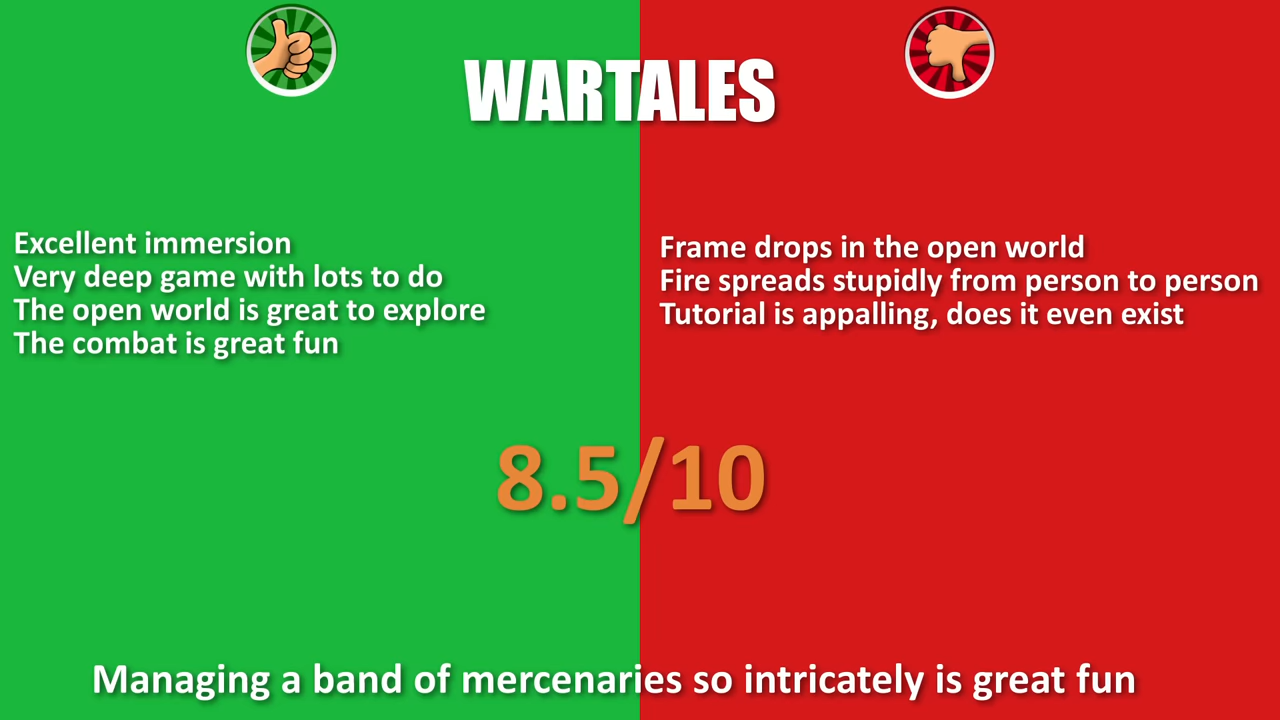 WARTALES
Excellent immersion
Very deep game with lots to do
The open world is great to explore
The combat is great fun
Frame drops in the open world
Fire spreads stupidly from person to person
Tutorial is appalling, does it even exist
8.5/10
Managing a band of mercenaries so intricately is great fun